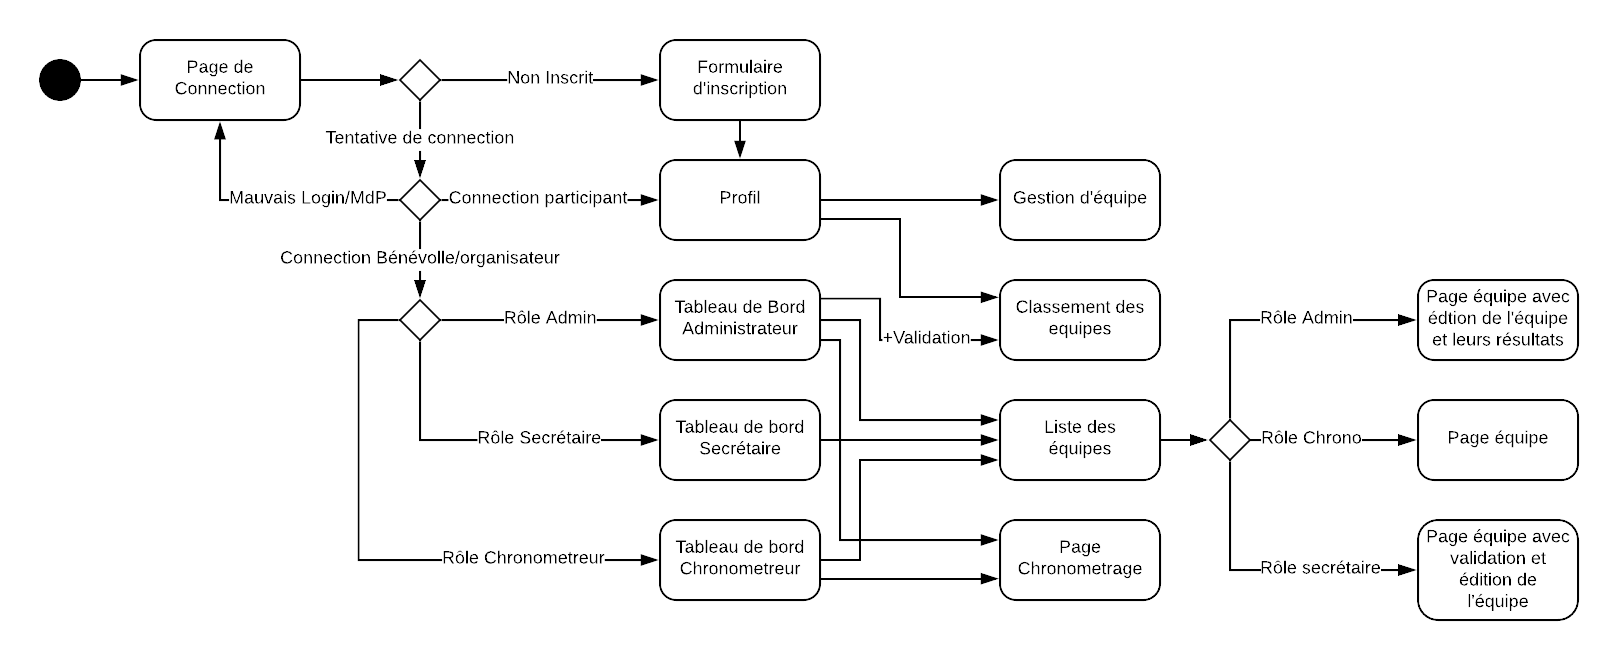 Page de
Connection
Non Inscrit
Formulaire
d'inscription
Tentative de connection
Mauvais Login/MdP
Connection participant
Profil
Gestion d'équipe
Connection Bénévolle/organisateur
Rôle Admin
Tableau de Bord
Administrateur
+Validation
Classement des
equipes
Rôle Admin
Page équipe avec
édtion de l'équipe
et leurs résultats
Rôle Secrétaire
Tableau de bord
Secrétaire
Liste des
équipes
Rôle Chrono
Page équipe
Rôle Chronometreur
Tableau de bord
Chronometreur
Page
Chronometrage
Rôle secrétaire
Page équipe avec
validation et
édition de
l'équipe